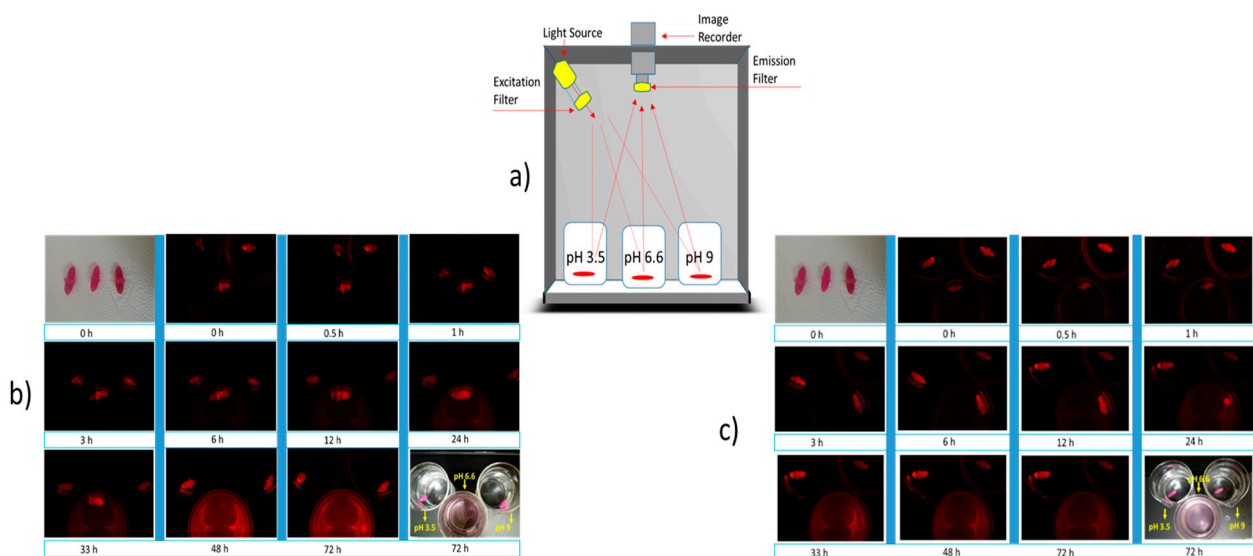 Light Source
Image
Recorder
Excitation
Filter
Emission
Filter
a)
pH 3.5
pH 6.6
pH 9
b)
0 h
0 h
0.5 h
1 h
3 h
6 h
12 h
24 h
pH 6.6
pH 3.5
pH 9
33 h
48 h
72 h
72 h
c)
0 h
0 h
0.5 h
1 h
3 h
6 h
12 h
24 h
pH 6.6
pH 3.5
pH 9
33 h
48 h
72 h
72 h